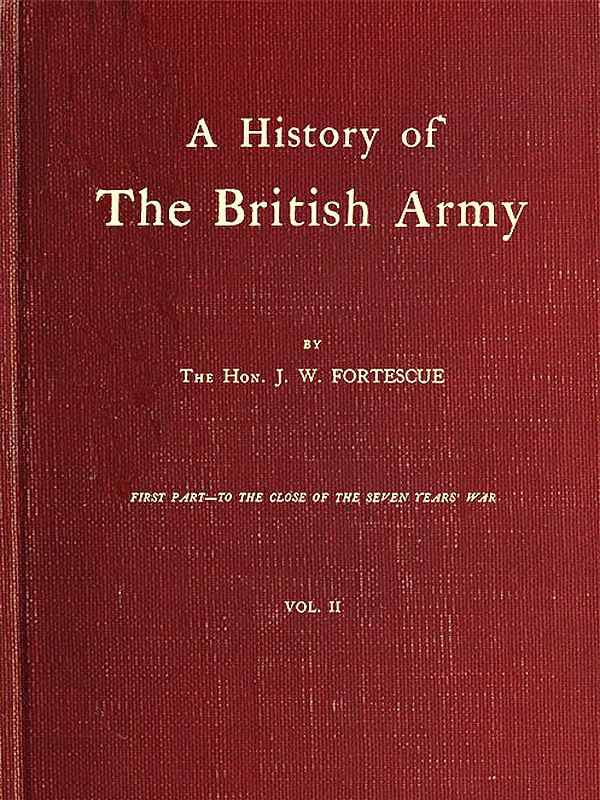 A History of
The British Army
BY
The Hon. J. W. FORTESCUE
FIRST PART—TO THE CLOSE OF THE SEVEN YEARS' WAR
VOL. II